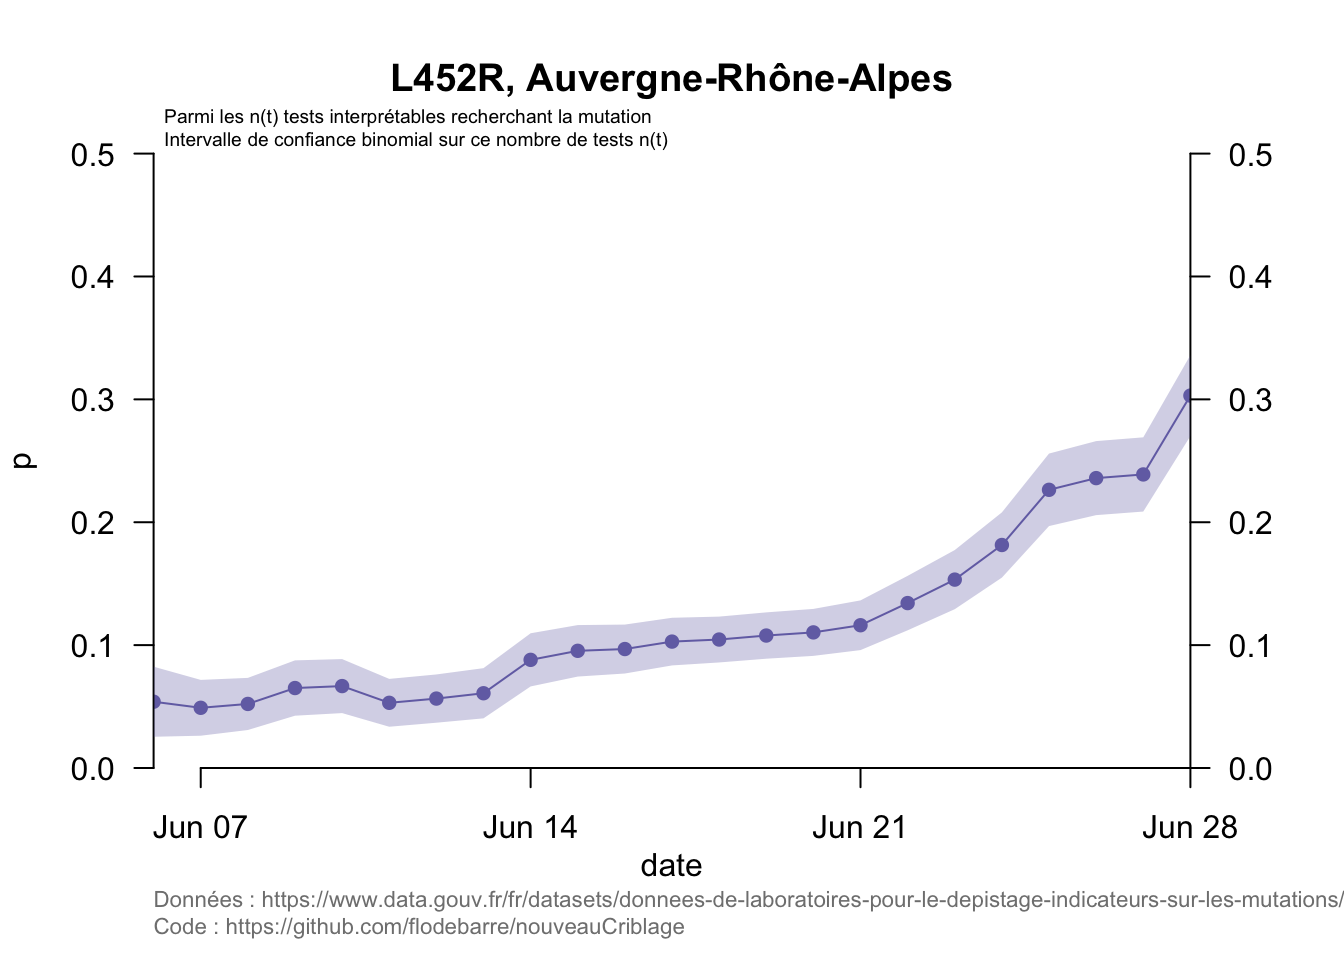 L452R, Auvergne-Rhône-Alpes
Parmi les n(t) tests interprétables recherchant la mutation
Intervalle de confiance binomial sur ce nombre de tests n(t)
0.5 0.5
0.4 0.4
0.3 0.3
p
0.2 0.2
0.1 0.1
0.0 0.0
Jun 07 Jun 14 Jun 21 Jun 28
date
Données : https://www.data.gouv.fr/fr/datasets/donnees-de-laboratoires-pour-le-depistage-indicateurs-sur-les-mutations/
Code : https://github.com/flodebarre/nouveauCriblage